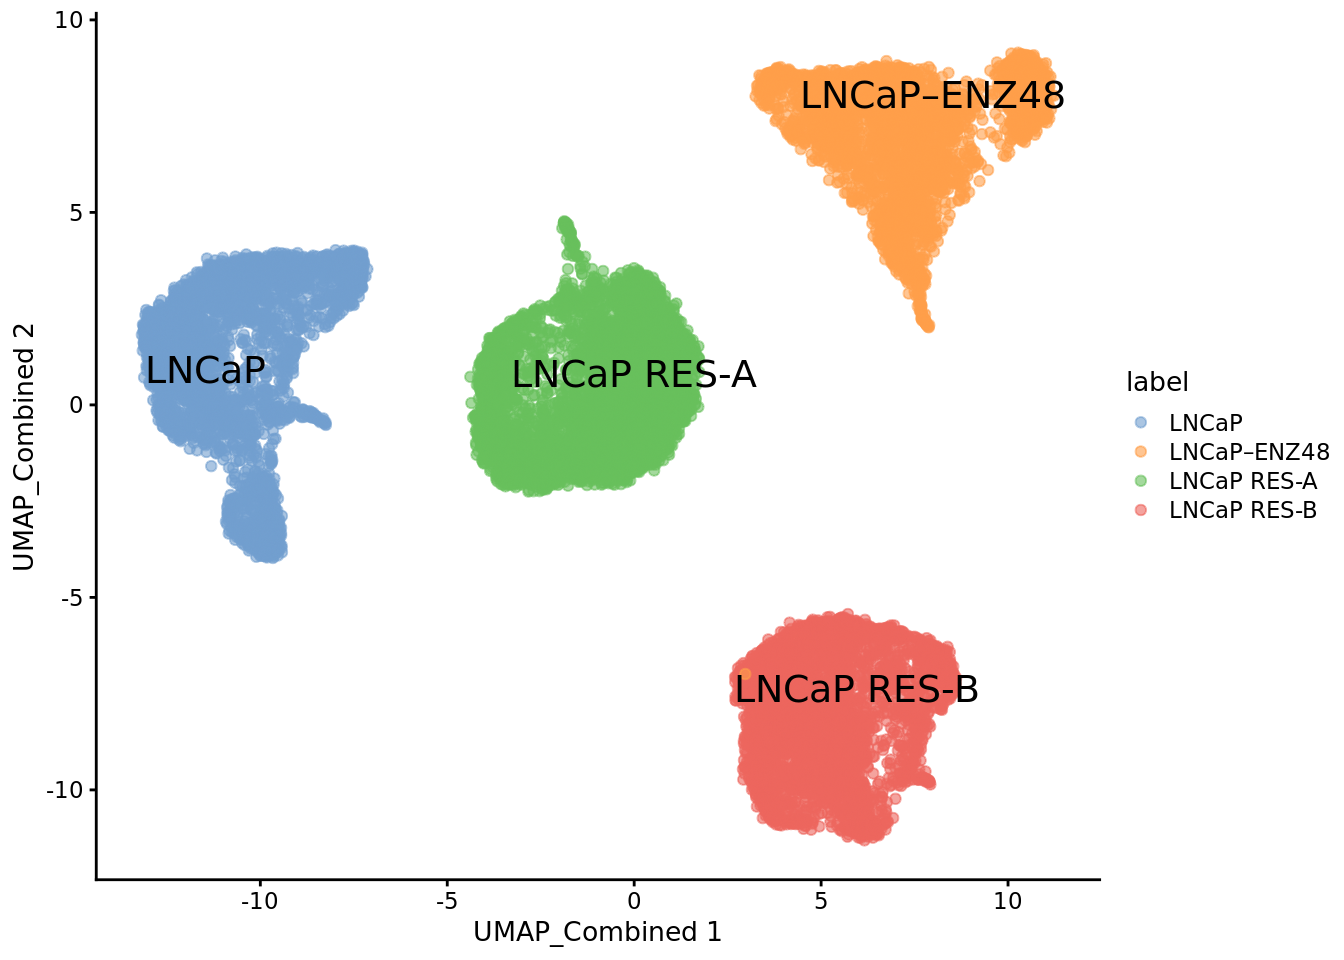 10
5
0
-5
-10
UMAP_Combined 2
LNCaP–ENZ48
LNCaP
LNCaP RES-A
LNCaP RES-B
-10
-5
0
5
10
UMAP_Combined 1
label
LNCaP
LNCaP–ENZ48
LNCaP RES-A
LNCaP RES-B